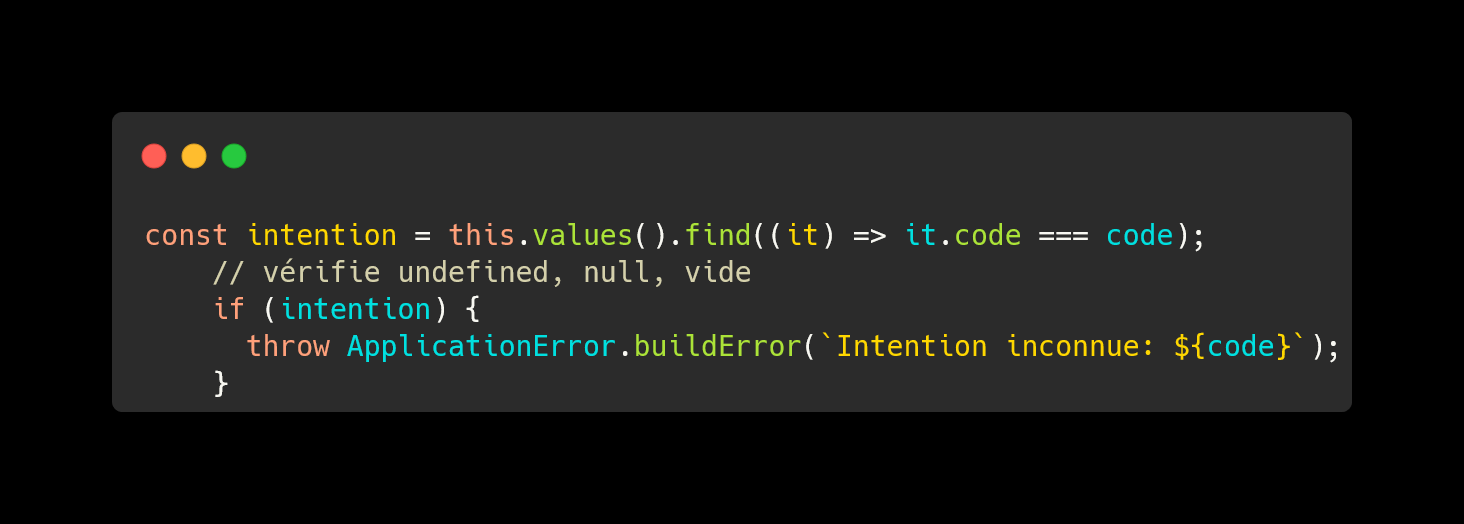 const intention = this.values().find((it) => it.code === code);
    // vérifie undefined, null, vide
    if (intention) {
      throw ApplicationError.buildError(`Intention inconnue: ${code}`);
    }